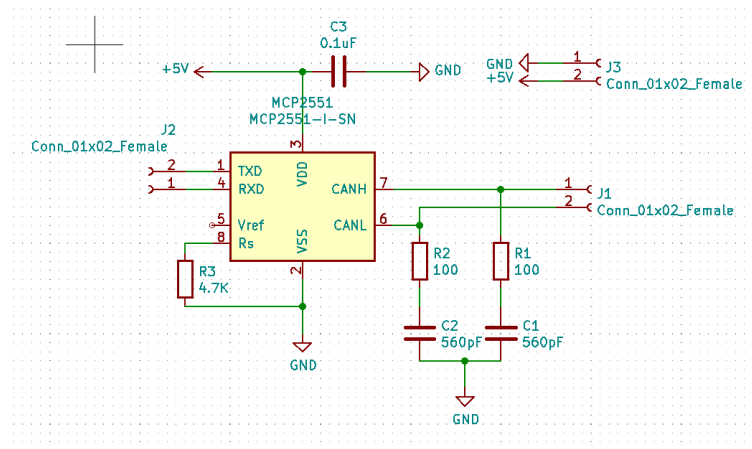 C3
0.1uF
+5V
GND
GND
1
+5V
2
J3
Conn_01x02_Female
MCP2551
MCP2551-I-SN
J2
Conn_01x02_Female
3
VDD
2
1
TXD
1
4
RXD
CANH
7
1
J1
2
Conn_01x02_Female
5
Vref
CANL
6
8
Rs
VSS
2
R3
4.7K
R2
100
R1
100
C2
560pF
C1
560pF
GND
GND